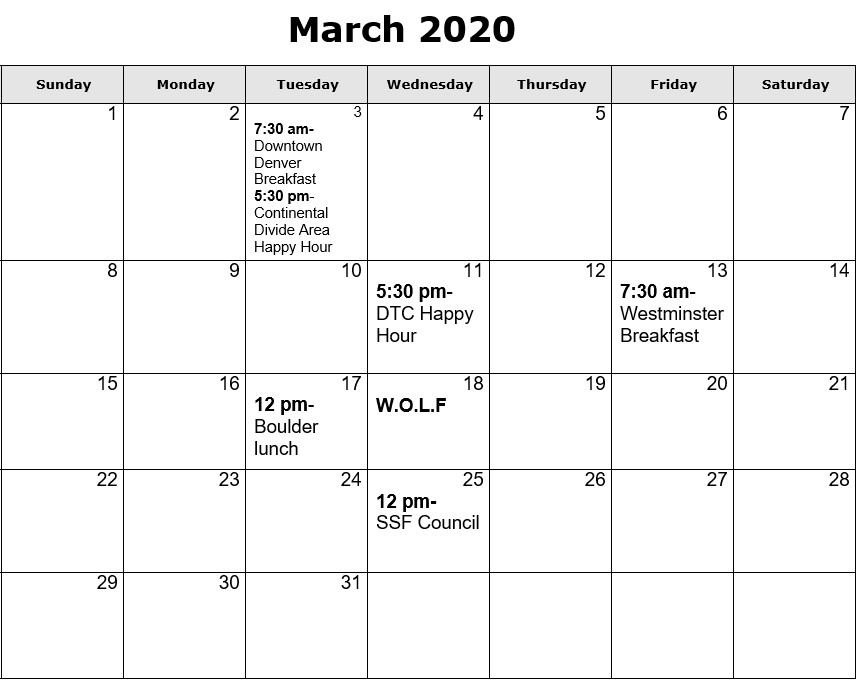 March 2020
Sunday Monday Tuesday Wednesday Thursday Friday Saturday
1 2 3 4 5 6 7
7:30 am-
Downtown
Denver
Breakfast
5:30 pm-
Continental
Divide Area
Happy Hour
8 9 10 11 12 13 14
5:30 pm-
DTC Happy
Hour
7:30 am-
Westminster
Breakfast
15 16 17 18 19 20 21
12 pm-
Boulder
lunch
W.O.L.F
22 23 24 25 26 27 28
12 pm-
SSF Council
29 30 31